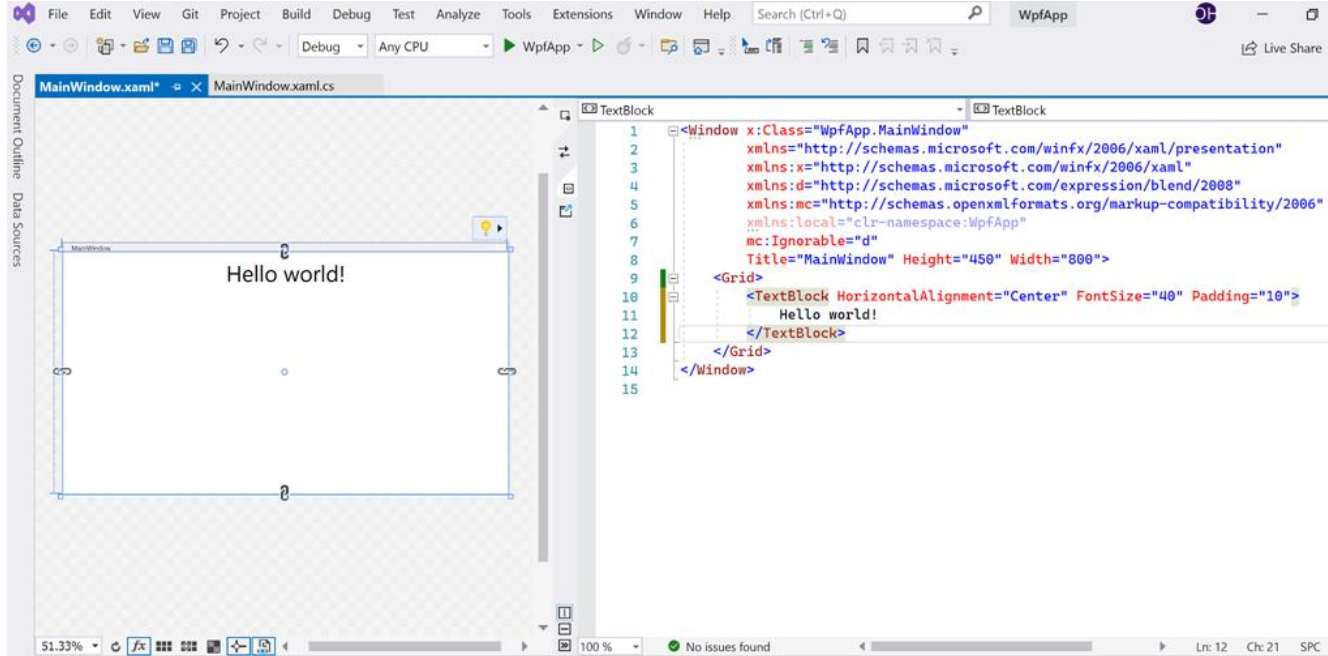 File Edit View Git Project Build Debug Test Analyze Tools Extensions Window Help Search (Ctrl+Q) WpfApp OH
Debug Any CPU WpfApp Live Share
Document Outline
Data Sources
MainWindow.xaml* MainWindow.xaml.cs
TextBlock TextBlock
MainWindow
Hello world!
1 <Window x:Class="WpfApp.MainWindow"
2 xmlns="http://schemas.microsoft.com/winfx/2006/xaml/presentation"
3 xmlns:x="http://schemas.microsoft.com/winfx/2006/xaml"
4 xmlns:d="http://schemas.microsoft.com/expression/blend/2008"
5 xmlns:mc="http://schemas.openxmlformats.org/markup-compatibility/2006"
6 xmlns:local="clr-namespace:WpfApp"
7 mc:Ignorable="d"
8 Title="MainWindow" Height="450" Width="800">
9 <Grid>
10 <TextBlock HorizontalAlignment="Center" FontSize="40" Padding="10">
11 Hello world!
12 </TextBlock>
13 </Grid>
14 </Window>
15
51.33% fx 100 % No issues found Ln: 12 Ch: 21 SPC